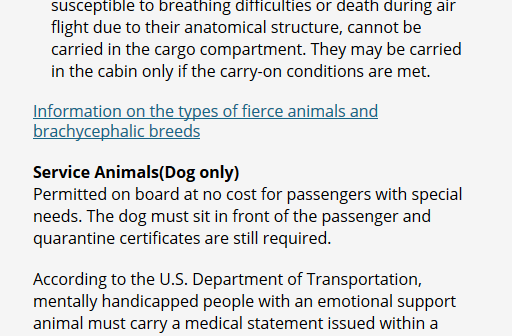 susceptible to breathing difficulties or death during air
flight due to their anatomical structure, cannot be
carried in the cargo compartment. They may be carried
in the cabin only if the carry-on conditions are met.
Information on the types of fierce animals and
brachycephalic breeds
Service Animals(Dog only)
Permitted on board at no cost for passengers with special
needs. The dog must sit in front of the passenger and
quarantine certificates are still required.
According to the U.S. Department of Transportation,
mentally handicapped people with an emotional support
animal must carry a medical statement issued within a